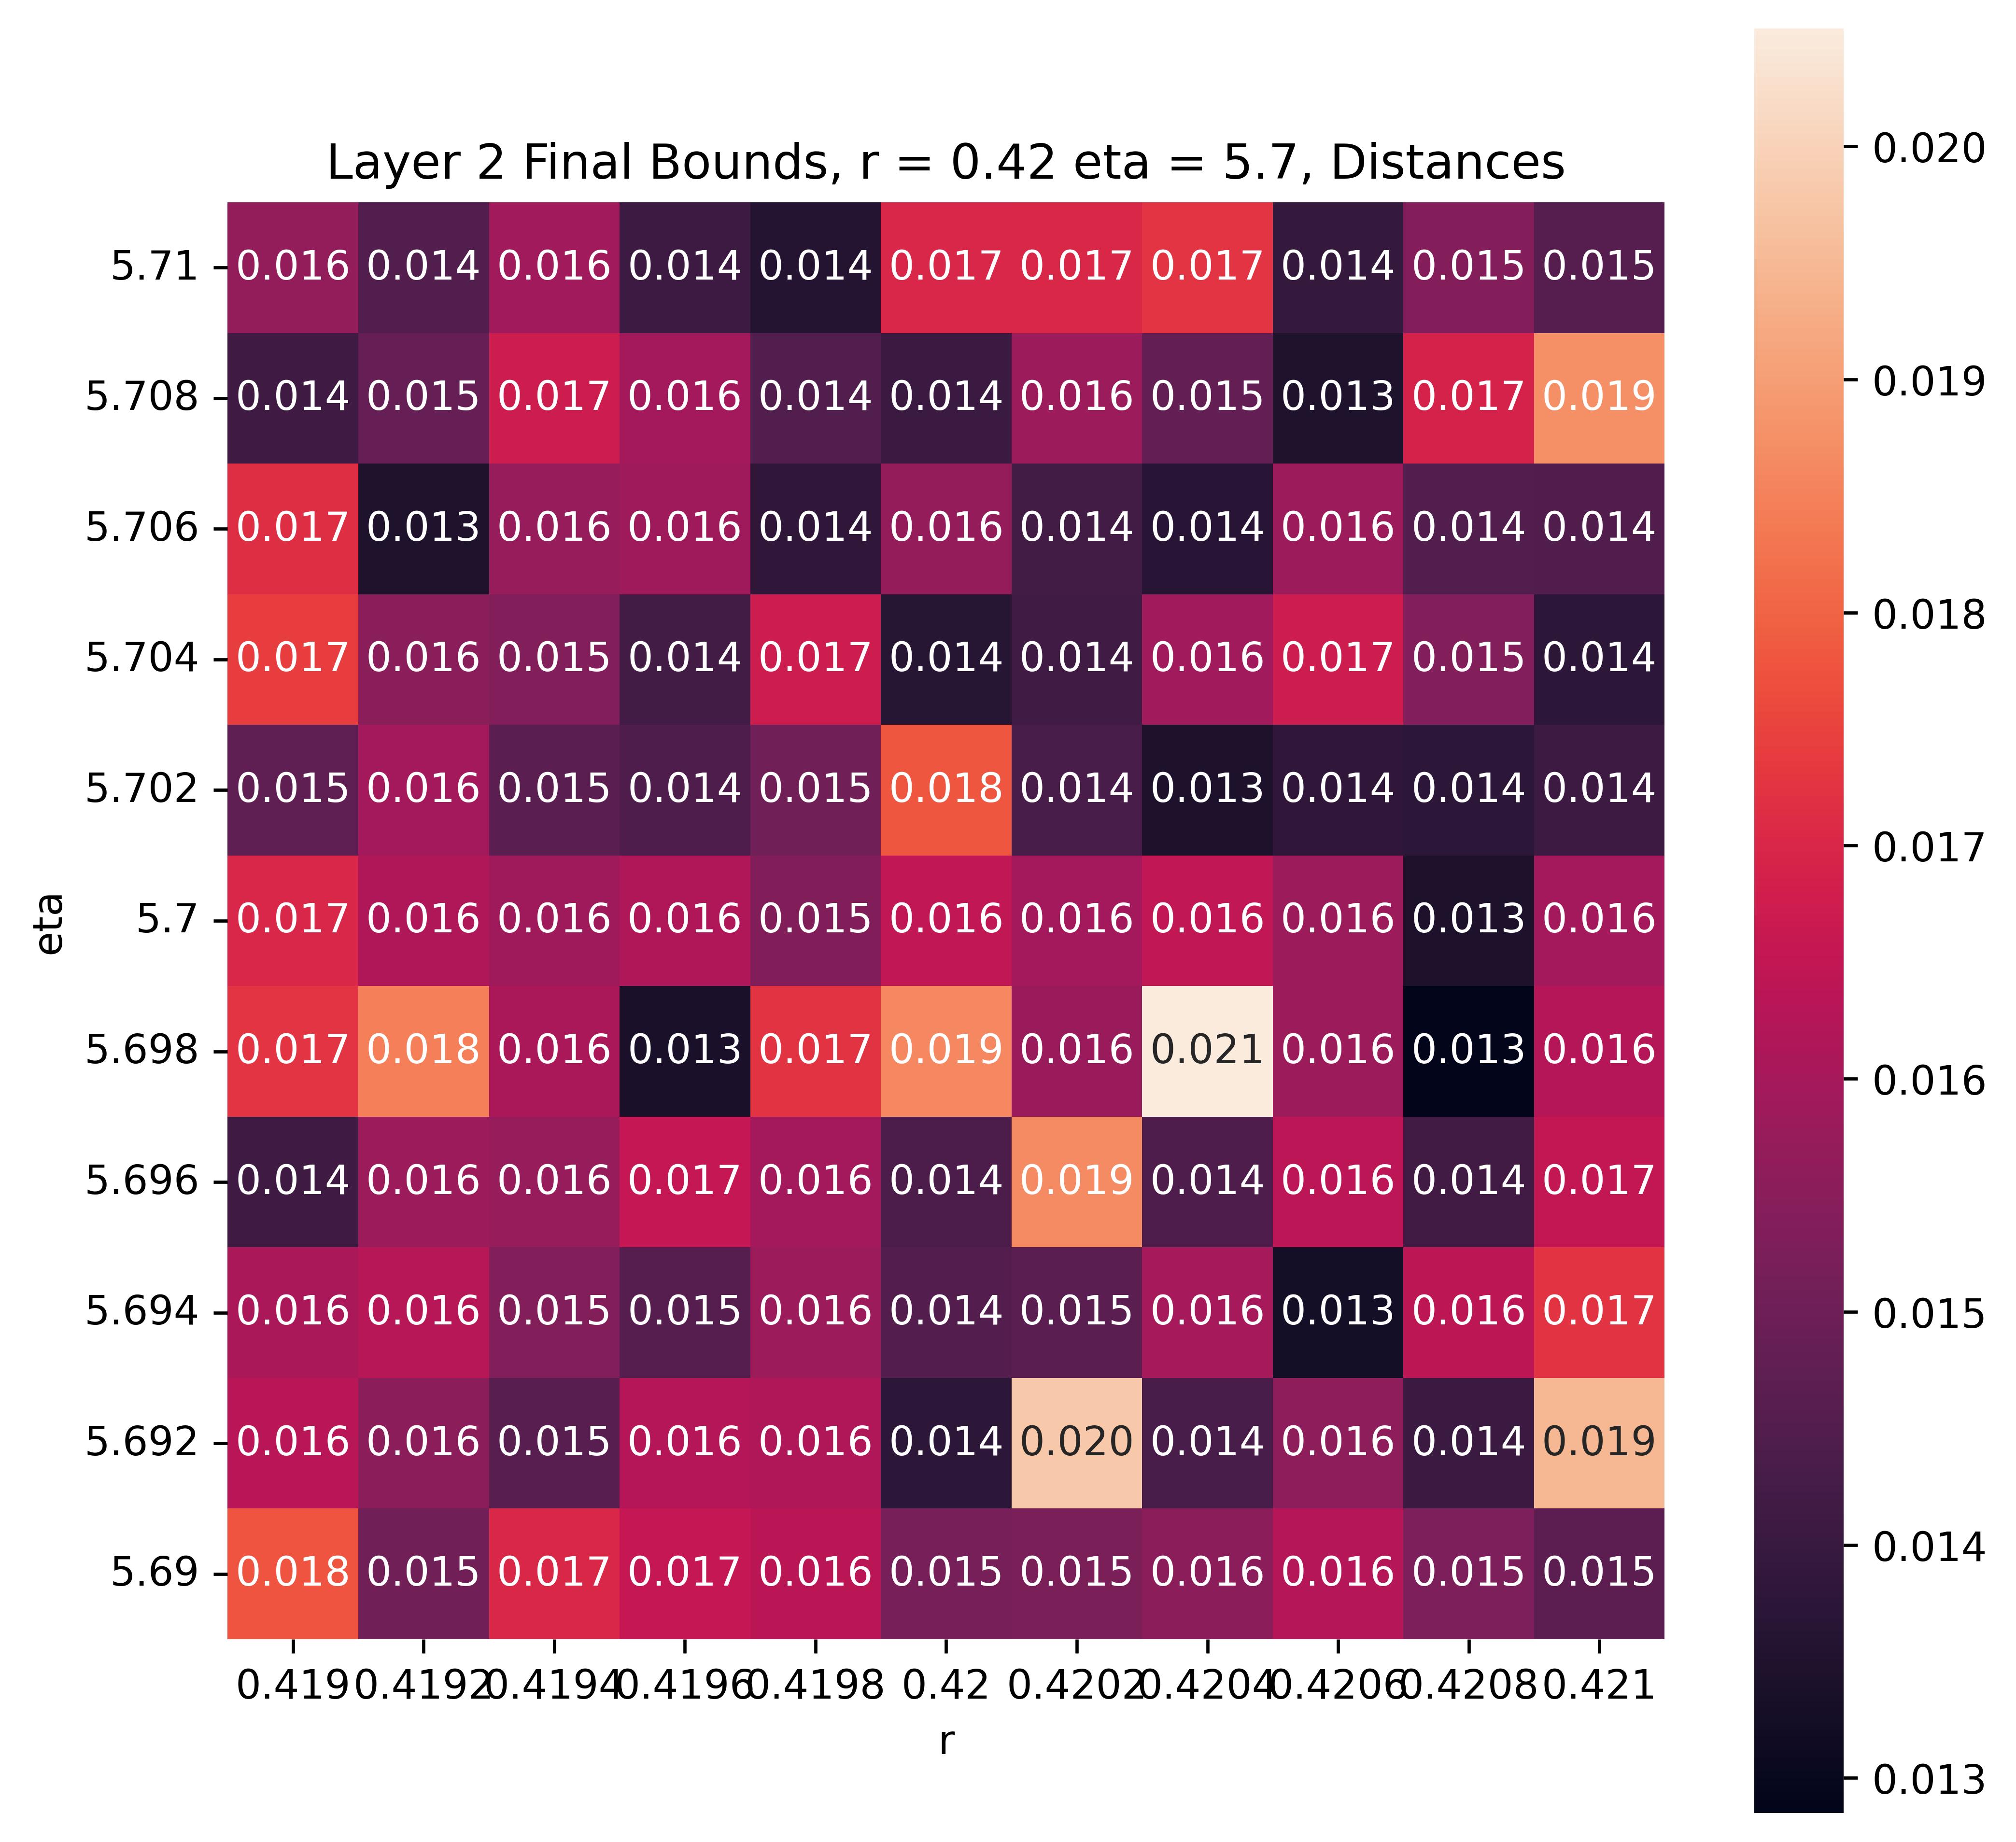 Layer 2 Final Bounds, r = 0.42 eta = 5.7, Distances
5.71 0.016 0.014 0.016 0.014 0.014 0.017 0.017 0.017 0.014 0.015 0.015
5.708 0.014 0.015 0.017 0.016 0.014 0.014 0.016 0.015 0.013 0.017 0.019
5.706 0.017 0.013 0.016 0.016 0.014 0.016 0.014 0.014 0.016 0.014 0.014
5.704 0.017 0.016 0.015 0.014 0.017 0.014 0.014 0.016 0.017 0.015 0.014
5.702 0.015 0.016 0.015 0.014 0.015 0.018 0.014 0.013 0.014 0.014 0.014
5.7 0.017 0.016 0.016 0.016 0.015 0.016 0.016 0.016 0.016 0.013 0.016
5.698 0.017 0.018 0.016 0.013 0.017 0.019 0.016 0.021 0.016 0.013 0.016
5.696 0.014 0.016 0.016 0.017 0.016 0.014 0.019 0.014 0.016 0.014 0.017
5.694 0.016 0.016 0.015 0.015 0.016 0.014 0.015 0.016 0.013 0.016 0.017
5.692 0.016 0.016 0.015 0.016 0.016 0.014 0.020 0.014 0.016 0.014 0.019
5.69 0.018 0.015 0.017 0.017 0.016 0.015 0.015 0.016 0.016 0.015 0.015
0.419 0.4192 0.4194 0.4196 0.4198 0.42 0.4202 0.4204 0.4206 0.4208 0.421
r
eta
0.020
0.019
0.018
0.017
0.016
0.015
0.014
0.013